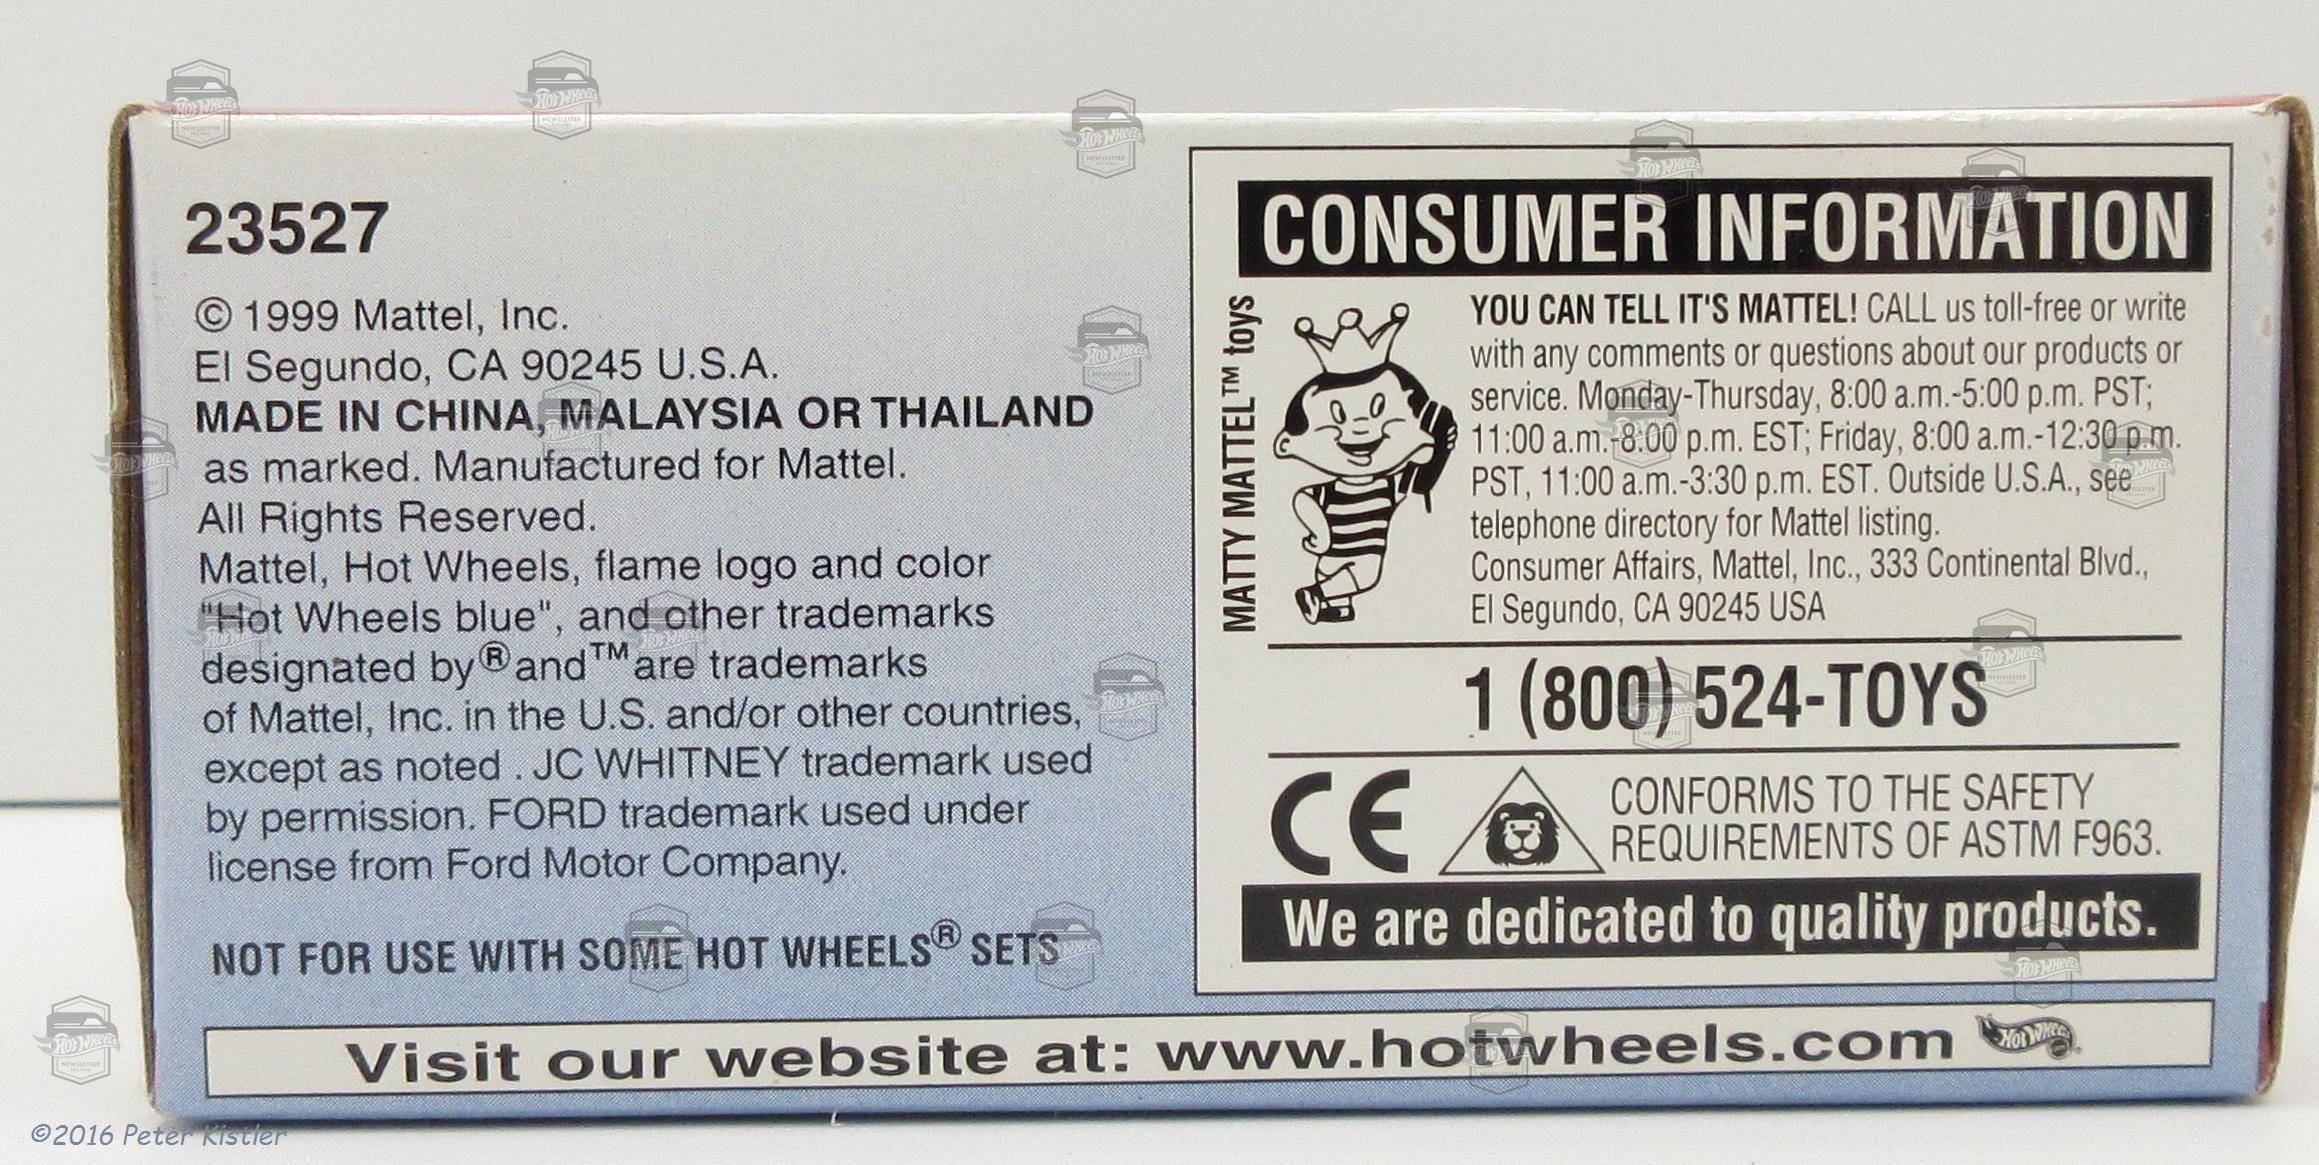 23527
© 1999 Mattel, Inc.
El Segundo, CA 90245 U.S.A.
MADE IN CHINA, MALAYSIA OR THAILAND
as marked. Manufactured for Mattel.
All Rights Reserved.
Mattel, Hot Wheels, flame logo and color
"Hot Wheels blue", and other trademarks
designated by ® and ™ are trademarks
of Mattel, Inc. in the U.S. and/or other countries,
except as noted . JC WHITNEY trademark used
by permission. FORD trademark used under
license from Ford Motor Company.
NOT FOR USE WITH SOME HOT WHEELS® SETS
CONSUMER INFORMATION
MATTY MATTEL™ toys
YOU CAN TELL IT'S MATTEL! CALL us toll-free or write
with any comments or questions about our products or
service. Monday-Thursday, 8:00 a.m.-5:00 p.m. PST;
11:00 a.m.-8:00 p.m. EST; Friday, 8:00 a.m.-12:30 p.m.
PST, 11:00 a.m.-3:30 p.m. EST. Outside U.S.A., see
telephone directory for Mattel listing.
Consumer Affairs, Mattel, Inc., 333 Continental Blvd.,
El Segundo, CA 90245 USA
1 (800) 524-TOYS
CE
CONFORMS TO THE SAFETY
REQUIREMENTS OF ASTM F963.
We are dedicated to quality products.
Visit our website at: www.hotwheels.com
Hot Wheels
©2016 Peter Kistler